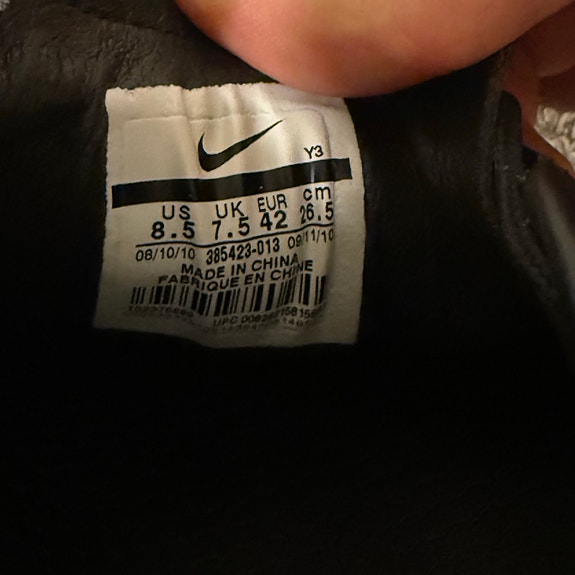 Y3
US UK EUR cm
8.5 7.5 42 26.5
08/10/10 385423-013 09/11/10
MADE IN CHINA
FABRIQUE EN CHINE
UPC